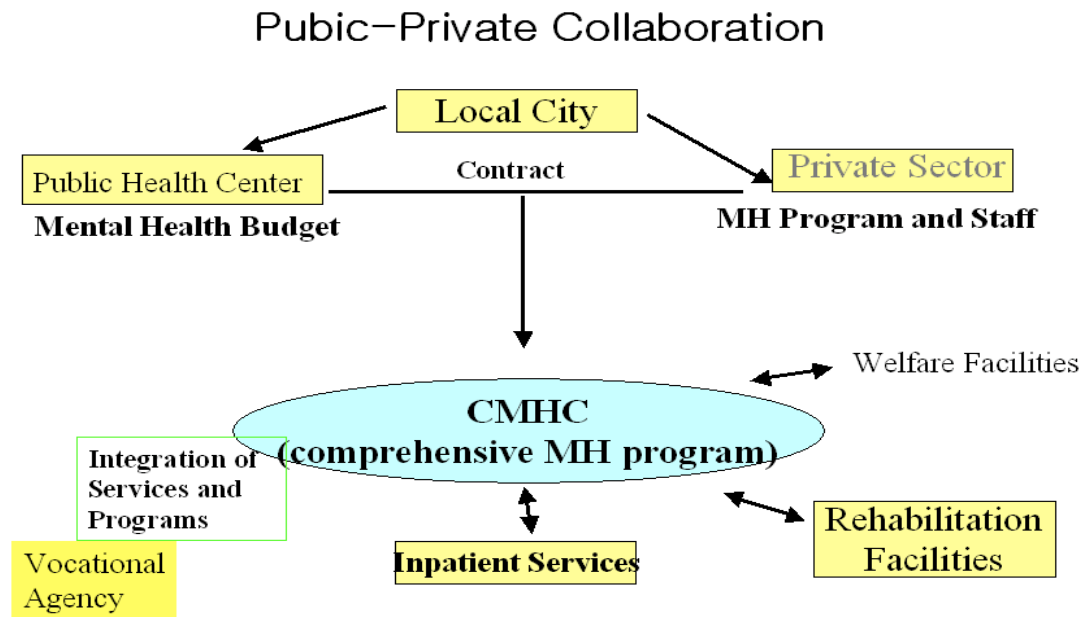 Pubic-Private Collaboration
Local City
Public Health Center
Contract
Private Sector
Mental Health Budget
MH Program and Staff
Welfare Facilities
CMHC
(comprehensive MH program)
Integration of
Services and
Programs
Inpatient Services
Rehabilitation
Facilities
Vocational
Agency